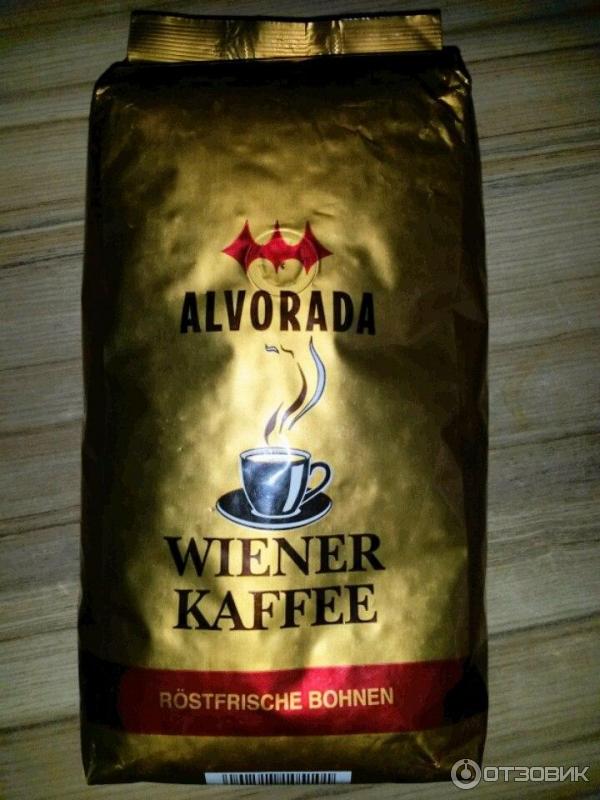 ALVORADA
WIENER
KAFFEE
RÖSTFRISCHE BOHNEN
ОТЗОВИК